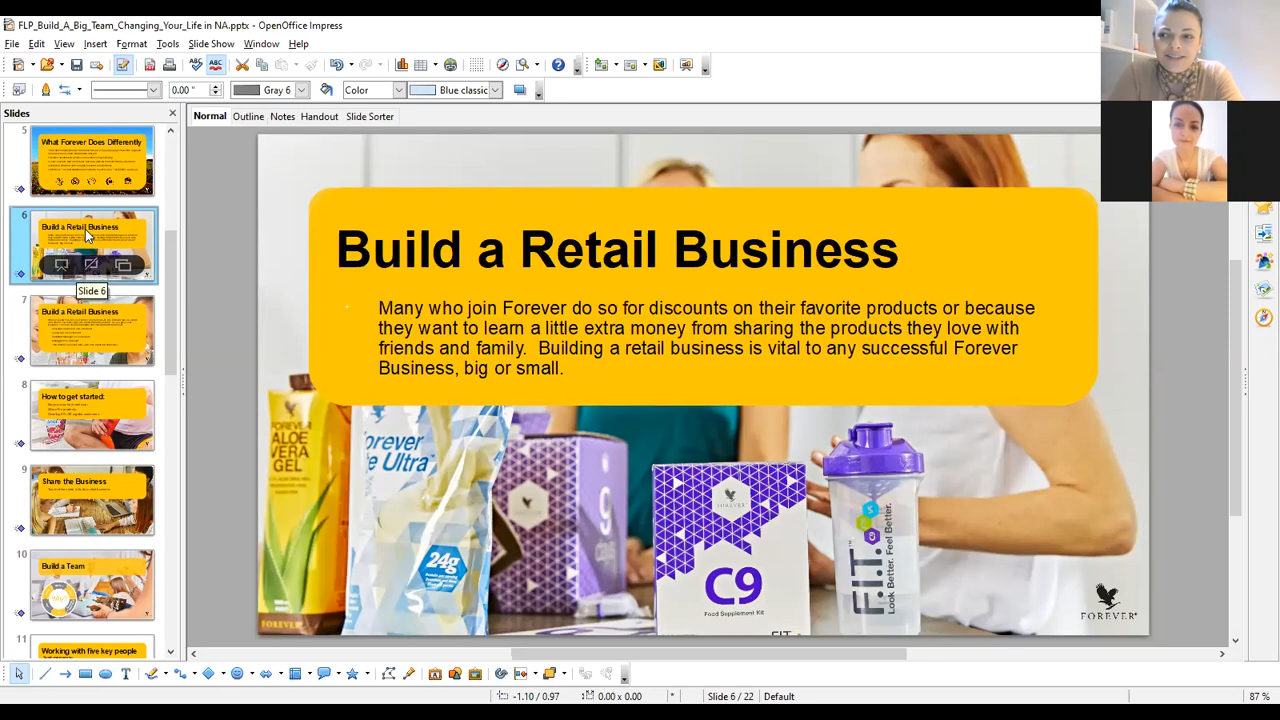 FLP_Build_A_Big_Team_Changing_Your_Life in NA.pptx - OpenOffice Impress
File Edit View Insert Format Tools Slide Show Window Help
0.00 "
Gray 6
Color
Blue classic
Slides
Normal Outline Notes Handout Slide Sorter
5
What Forever Does Differently
6
Build a Retail Business
Slide 6
7
Build a Retail Business
8
How to get started:
9
Share the Business
10
Build a Team
11
Working with five key people
Build a Retail Business
Many who join Forever do so for discounts on their favorite products or because
they want to learn a little extra money from sharing the products they love with
friends and family. Building a retail business is vital to any successful Forever
Business, big or small.
FOREVER
ALOE
VERA
GEL
FOREVER
24g
C9
Food Supplement Kit
FIT
F.I.T.
Look Better. Feel Better.
FOREVER
-1.10 / 0.97
0.00 x 0.00
*
Slide 6 / 22
Default
87 %